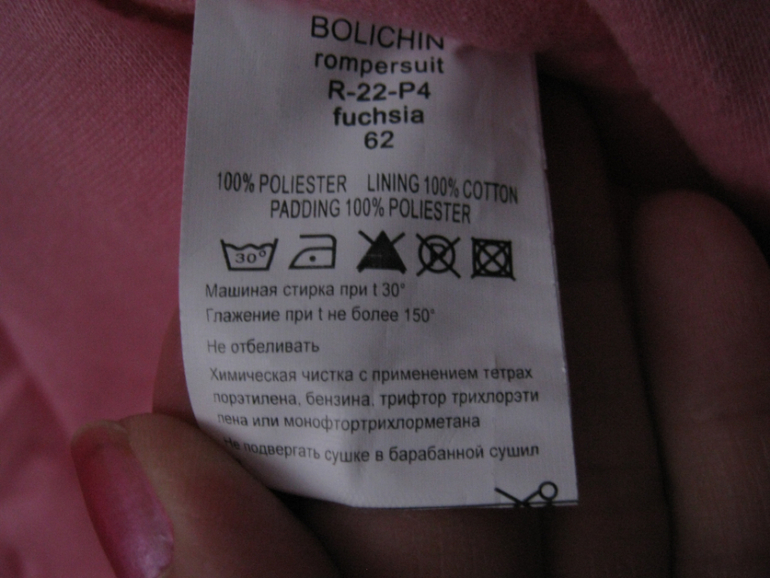 BOLICHIN
rompersuit
R-22-P4
fuchsia
62
100% POLIESTER LINING 100% COTTON
PADDING 100% POLIESTER
30°
P
Машиная стирка при t 30°
Глажение при t не более 150°
Не отбеливать
Химическая чистка с применением тетрах
лорэтилена, бензина, трифтор трихлорэти
лена или монофтортрихлорметана
Не подвергать сушке в барабанной сушил